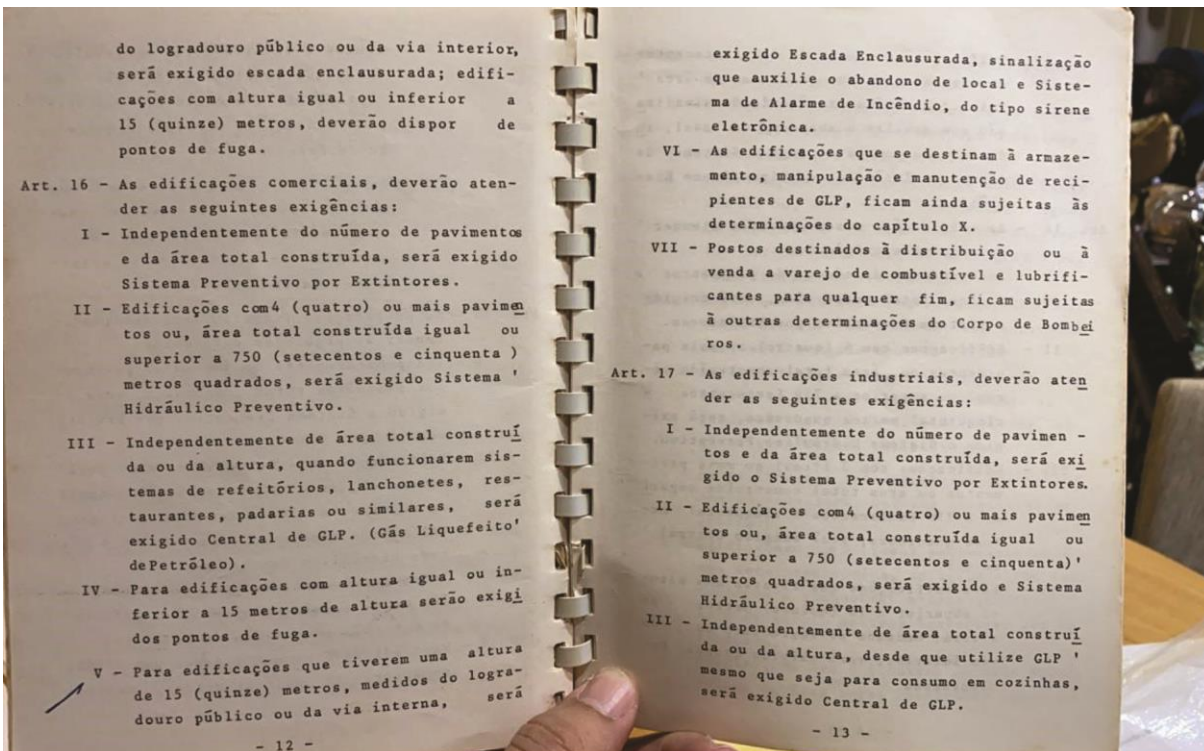 do logradouro público ou da via interior,
será exigido escada enclausurada; edifi-
cações com altura igual ou inferior a
15 (quinze) metros, deverão dispor de
pontos de fuga.
Art. 16 - As edificações comerciais, deverão aten-
der as seguintes exigências:
I - Independentemente do número de pavimentos
e da área total construída, será exigido
Sistema Preventivo por Extintores.
II - Edificações com4 (quatro) ou mais pavimen
tos ou, área total construída igual ou
superior a 750 (setecentos e cinquenta )
metros quadrados, será exigido Sistema '
Hidráulico Preventivo.
III - Independentemente de área total construí
da ou da altura, quando funcionarem sis-
temas de refeitórios, lanchonetes, res-
taurantes, padarias ou similares, será
exigido Central de GLP. (Gás Liquefeito'
dePetróleo).
IV - Para edificações com altura igual ou in-
ferior a 15 metros de altura serão exigi
dos pontos de fuga.
V - Para edificações que tiverem uma altura
de 15 (quinze) metros, medidos do logra-
douro público ou da via interna, será
- 12 -
exigido Escada Enclausurada, sinalização
que auxilie o abandono de local e Siste-
ma de Alarme de Incêndio, do tipo sirene
eletrônica.
VI - As edificações que se destinam à armaze-
mento, manipulação e manutenção de reci-
pientes de GLP, ficam ainda sujeitas às
determinações do capítulo X.
VII - Postos destinados à distribuição ou à
venda a varejo de combustível e lubrifi-
cantes para qualquer fim, ficam sujeitas
à outras determinações do Corpo de Bombei
ros.
Art. 17 - As edificações industriais, deverão aten
der as seguintes exigências:
I - Independentemente do número de pavimen -
tos e da área total construída, será exi
gido o Sistema Preventivo por Extintores.
II - Edificações com4 (quatro) ou mais pavimen
tos ou, área total construída igual ou
superior a 750 (setecentos e cinquenta)'
metros quadrados, será exigido e Sistema
Hidráulico Preventivo.
III - Independentemente de área total construí
da ou da altura, desde que utilize GLP '
mesmo que seja para consumo em cozinhas,
será exigido Central de GLP.
- 13 -